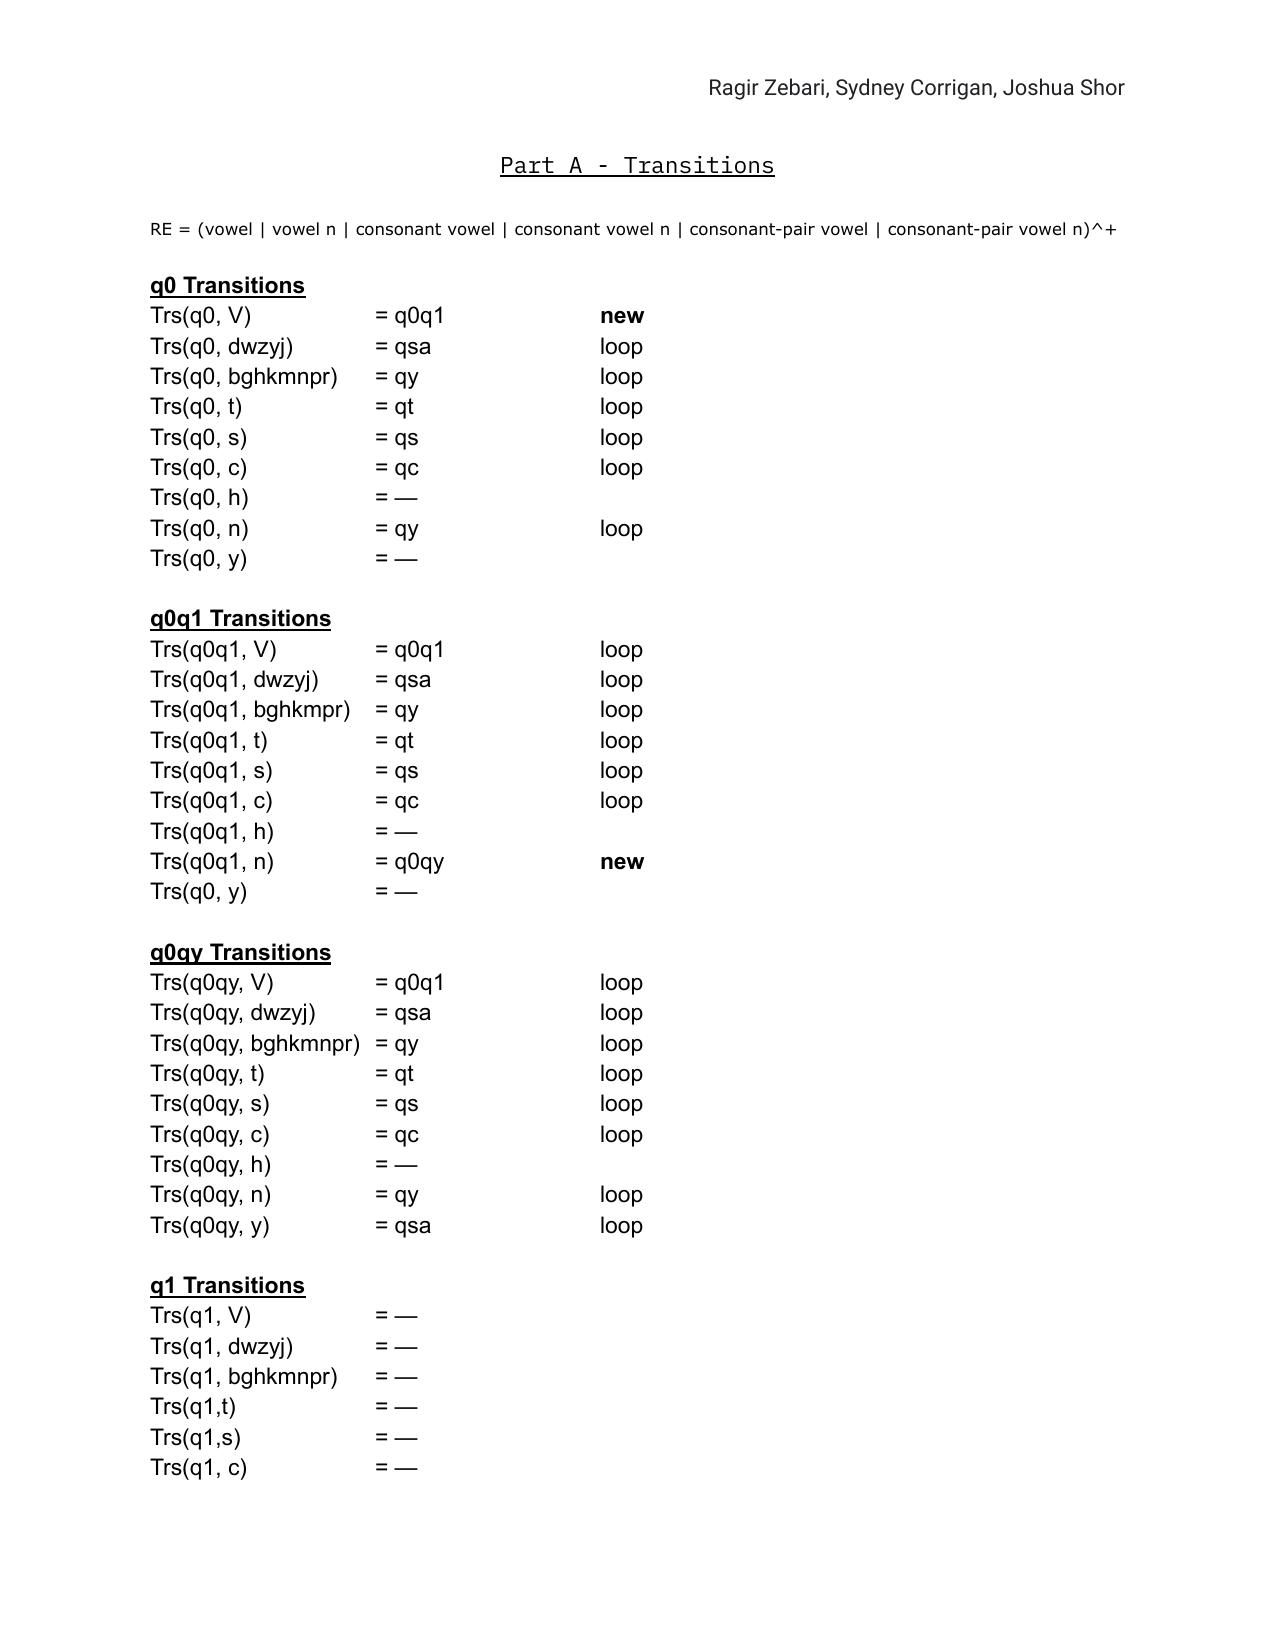 Ragir Zebari, Sydney Corrigan, Joshua Shor
Part A - Transitions
RE = (vowel | vowel n | consonant vowel | consonant vowel n | consonant-pair vowel | consonant-pair vowel n)^+
q0 Transitions
Trs(q0, V) = q0q1 new
Trs(q0, dwzyj) = qsa loop
Trs(q0, bghkmnpr) = qy loop
Trs(q0, t) = qt loop
Trs(q0, s) = qs loop
Trs(q0, c) = qc loop
Trs(q0, h) = —
Trs(q0, n) = qy loop
Trs(q0, y) = —
q0q1 Transitions
Trs(q0q1, V) = q0q1 loop
Trs(q0q1, dwzyj) = qsa loop
Trs(q0q1, bghkmpr) = qy loop
Trs(q0q1, t) = qt loop
Trs(q0q1, s) = qs loop
Trs(q0q1, c) = qc loop
Trs(q0q1, h) = —
Trs(q0q1, n) = q0qy new
Trs(q0, y) = —
q0qy Transitions
Trs(q0qy, V) = q0q1 loop
Trs(q0qy, dwzyj) = qsa loop
Trs(q0qy, bghkmnpr) = qy loop
Trs(q0qy, t) = qt loop
Trs(q0qy, s) = qs loop
Trs(q0qy, c) = qc loop
Trs(q0qy, h) = —
Trs(q0qy, n) = qy loop
Trs(q0qy, y) = qsa loop
q1 Transitions
Trs(q1, V) = —
Trs(q1, dwzyj) = —
Trs(q1, bghkmnpr) = —
Trs(q1,t) = —
Trs(q1,s) = —
Trs(q1, c) = —